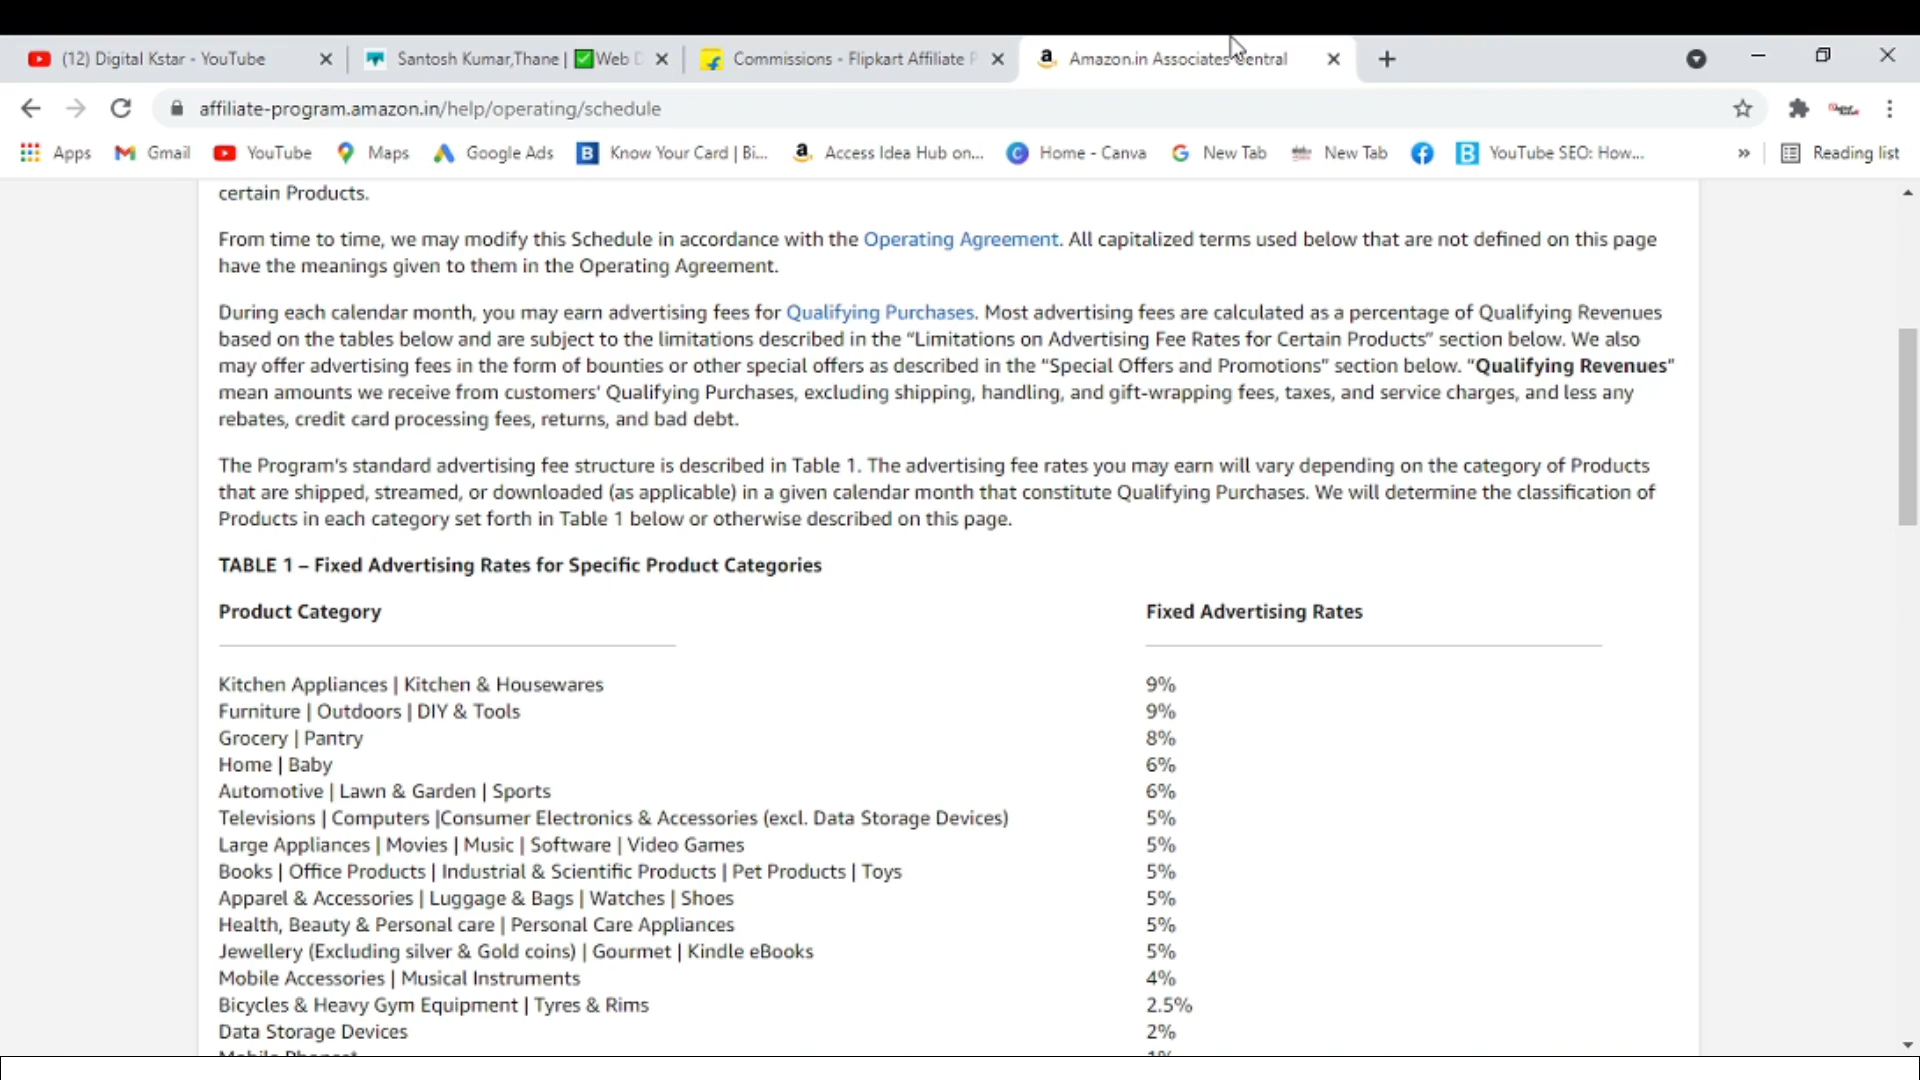 (12) Digital Kstar - YouTube
Santosh Kumar,Thane | ✅Web D
Commissions - Flipkart Affiliate P
Amazon.in Associates Central
affiliate-program.amazon.in/help/operating/schedule
Apps
Gmail
YouTube
Maps
Google Ads
Know Your Card | Bi...
Access Idea Hub on...
Home - Canva
New Tab
New Tab
YouTube SEO: How...
»
Reading list
certain Products.
From time to time, we may modify this Schedule in accordance with the Operating Agreement. All capitalized terms used below that are not defined on this page
have the meanings given to them in the Operating Agreement.
During each calendar month, you may earn advertising fees for Qualifying Purchases. Most advertising fees are calculated as a percentage of Qualifying Revenues
based on the tables below and are subject to the limitations described in the “Limitations on Advertising Fee Rates for Certain Products” section below. We also
may offer advertising fees in the form of bounties or other special offers as described in the “Special Offers and Promotions” section below. “Qualifying Revenues”
mean amounts we receive from customers’ Qualifying Purchases, excluding shipping, handling, and gift-wrapping fees, taxes, and service charges, and less any
rebates, credit card processing fees, returns, and bad debt.
The Program’s standard advertising fee structure is described in Table 1. The advertising fee rates you may earn will vary depending on the category of Products
that are shipped, streamed, or downloaded (as applicable) in a given calendar month that constitute Qualifying Purchases. We will determine the classification of
Products in each category set forth in Table 1 below or otherwise described on this page.
TABLE 1 – Fixed Advertising Rates for Specific Product Categories
Product Category Fixed Advertising Rates
Kitchen Appliances | Kitchen & Housewares 9%
Furniture | Outdoors | DIY & Tools 9%
Grocery | Pantry 8%
Home | Baby 6%
Automotive | Lawn & Garden | Sports 6%
Televisions | Computers |Consumer Electronics & Accessories (excl. Data Storage Devices) 5%
Large Appliances | Movies | Music | Software | Video Games 5%
Books | Office Products | Industrial & Scientific Products | Pet Products | Toys 5%
Apparel & Accessories | Luggage & Bags | Watches | Shoes 5%
Health, Beauty & Personal care | Personal Care Appliances 5%
Jewellery (Excluding silver & Gold coins) | Gourmet | Kindle eBooks 5%
Mobile Accessories | Musical Instruments 4%
Bicycles & Heavy Gym Equipment | Tyres & Rims 2.5%
Data Storage Devices 2%
Mobile Phones* 1%